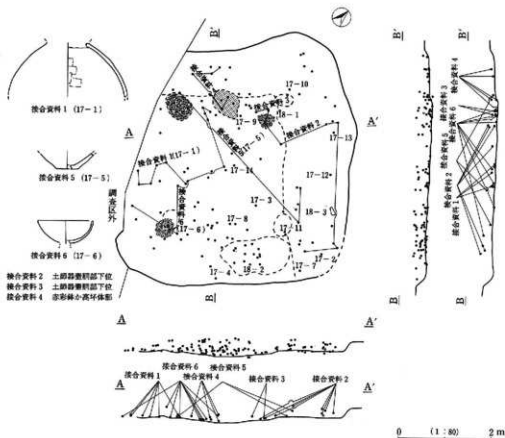 接合資料1 (17-1)
接合資料5 (17-5)
接合資料6 (17-6)
接合資料2 土師器甕胴部下位
接合資料3 土師器甕胴部下位
接合資料4 赤彩鉢か高坏体部
調査区外
B'
A
A'
B
接合資料4
接合資料3
接合資料2
接合資料1(17-1)
接合資料5(17-5)
接合資料6
(17-6)
17-10
17-9
18-1
17-13
17-14
17-12
17-3
18-3
17-8
17-11
17-4
18-2
17-7
17-2
B'
B'
接合資料4
接合資料6
接合資料3
接合資料5
接合資料2
接合資料1
B
B
A
A'
接合資料6
接合資料5
接合資料1
接合資料4
接合資料3
接合資料2
A
A'
0 (1:80) 2m